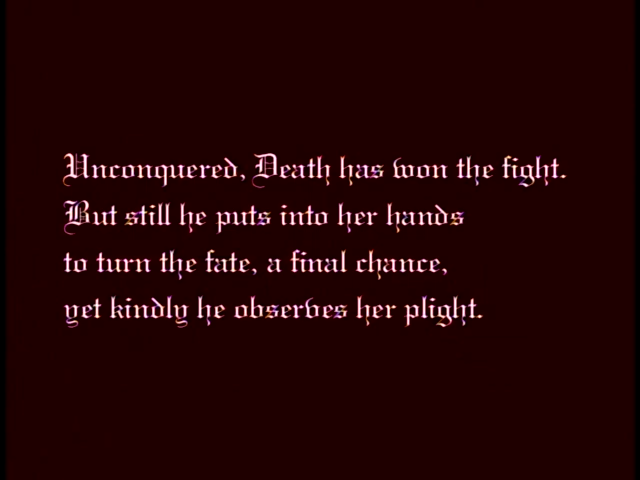 Unconquered, Death has won the fight.
But still he puts into her hands
to turn the fate, a final chance,
yet kindly he observes her plight.